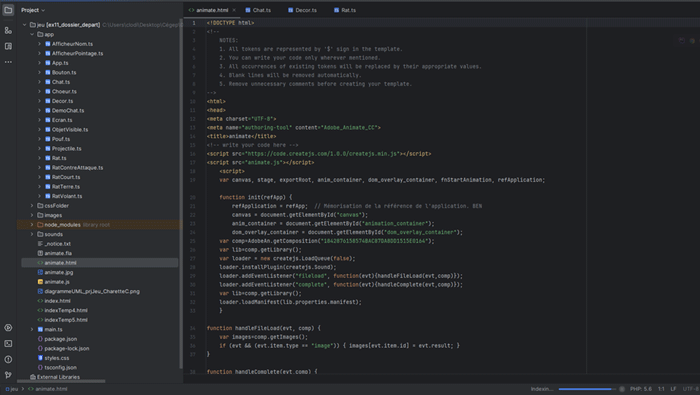 Project
jeu [ex11_dossier_depart]
app
AfficheurNom.ts
AfficheurPointage.ts
App.ts
Bouton.ts
Chat.ts
Choeur.ts
Decor.ts
DemoChat.ts
Ecran.ts
ObjetVisible.ts
Pouf.ts
Projectile.ts
Rat.ts
RatContreAttaque.ts
RatCourt.ts
RatTerre.ts
RatVolant.ts
cssFolder
images
node_modules library root
sounds
_notice.txt
animate.fla
animate.html
animate.jpg
animate.js
diagrammeUML_prjJeu_CharetteC.png
index.html
indexTemp4.html
indexTemp5.html
main.ts
package.json
package-lock.json
styles.css
tsconfig.json
External Libraries
animate.html
Chat.ts
Decor.ts
Rat.ts
<!DOCTYPE html>
<!--
NOTES:
1. All tokens are represented by '$' sign in the template.
2. You can write your code only wherever mentioned.
3. All occurrences of existing tokens will be replaced by their appropriate values.
4. Blank lines will be removed automatically.
5. Remove unnecessary comments before creating your template.
-->
<html>
<head>
<meta charset="UTF-8">
<meta name="authoring-tool" content="Adobe_Animate_CC">
<title>animate</title>
<!-- write your code here -->
<script src="https://code.createjs.com/1.0.0/createjs.min.js"></script>
<script src="animate.js"></script>
<script>
var canvas, stage, exportRoot, anim_container, dom_overlay_container, fnStartAnimation, refApplication;
function init(refApp) {
refApplication = refApp; // Mémorisation de la référence de l'application. BEN
canvas = document.getElementById("canvas");
anim_container = document.getElementById("animation_container");
dom_overlay_container = document.getElementById("dom_overlay_container");
var comp=AdobeAn.getComposition(
var lib=comp.getLibrary();
var loader = new createjs.LoadQueue(false);
loader.installPlugin(createjs.Sound);
loader.addEventListener("fileload", function(evt){handleFileLoad(evt,comp)});
loader.addEventListener("complete", function(evt){handleComplete(evt,comp)});
var lib=comp.getLibrary();
loader.loadManifest(lib.properties.manifest);
}
function handleFileLoad(evt, comp) {
var images=comp.getImages();
if (evt && (evt.item.type == "image")) { images[evt.item.id] = evt.result; }
}
function handleComplete(evt,comp) {
jeu > animate.html
Indexin...
PHP: 5.6
1:1
LF
UTF-8